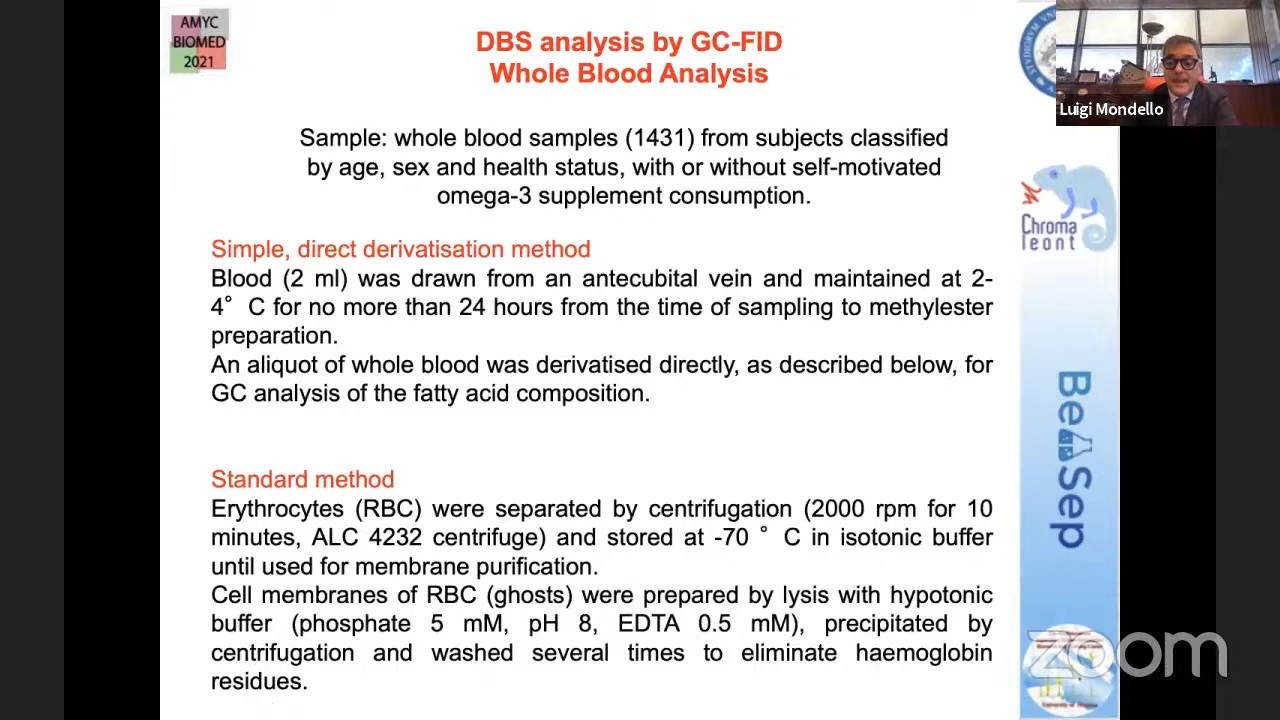 AMYC
BIOMED
2021
DBS analysis by GC-FID
Whole Blood Analysis
Luigi Mondello
Sample: whole blood samples (1431) from subjects classified
by age, sex and health status, with or without self-motivated
omega-3 supplement consumption.
Chroma
leont
Simple, direct derivatisation method
Blood (2 ml) was drawn from an antecubital vein and maintained at 2-
4° C for no more than 24 hours from the time of sampling to methylester
preparation.
An aliquot of whole blood was derivatised directly, as described below, for
GC analysis of the fatty acid composition.
Be Sep
Standard method
Erythrocytes (RBC) were separated by centrifugation (2000 rpm for 10
minutes, ALC 4232 centrifuge) and stored at -70 ° C in isotonic buffer
until used for membrane purification.
Cell membranes of RBC (ghosts) were prepared by lysis with hypotonic
buffer (phosphate 5 mM, pH 8, EDTA 0.5 mM), precipitated by
centrifugation and washed several times to eliminate haemoglobin
residues.
zoom